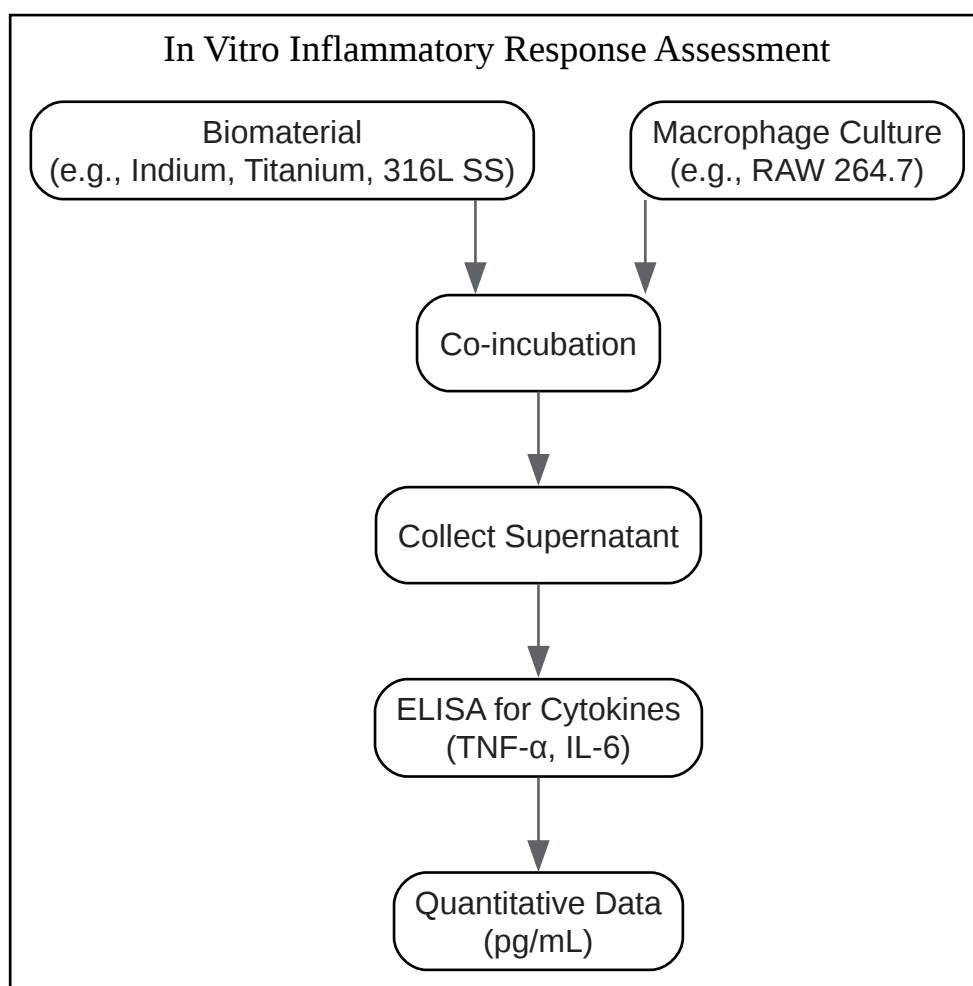 In Vitro Inflammatory Response Assessment
Biomaterial
(e.g., Indium, Titanium, 316L SS)
Macrophage Culture
(e.g., RAW 264.7)
Co-incubation
Collect Supernatant
ELISA for Cytokines
(TNF-α, IL-6)
Quantitative Data
(pg/mL)